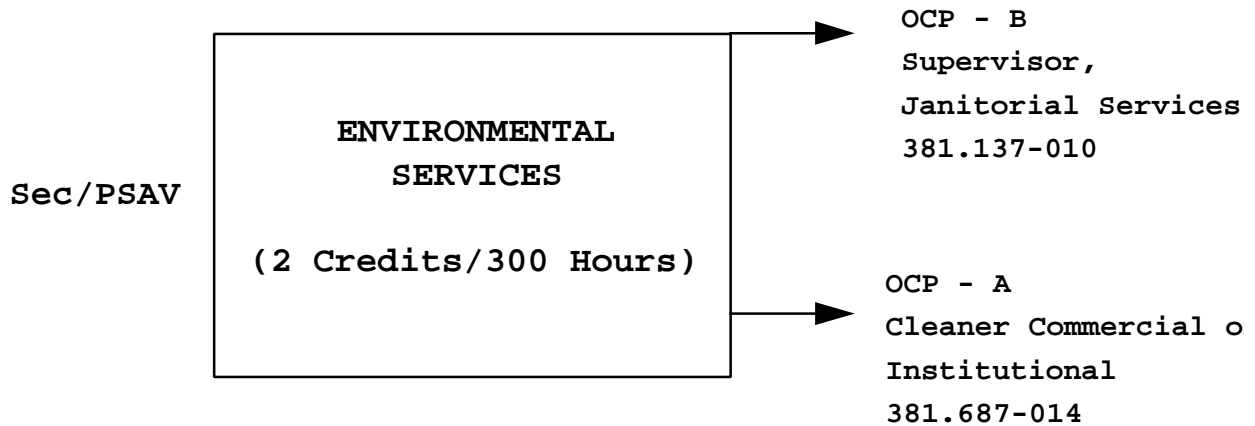 Sec/PSAV
ENVIRONMENTAL
SERVICES
(2 Credits/300 Hours)
OCP - B
Supervisor,
Janitorial Services
381.137-010
OCP - A
Cleaner Commercial o
Institutional
381.687-014